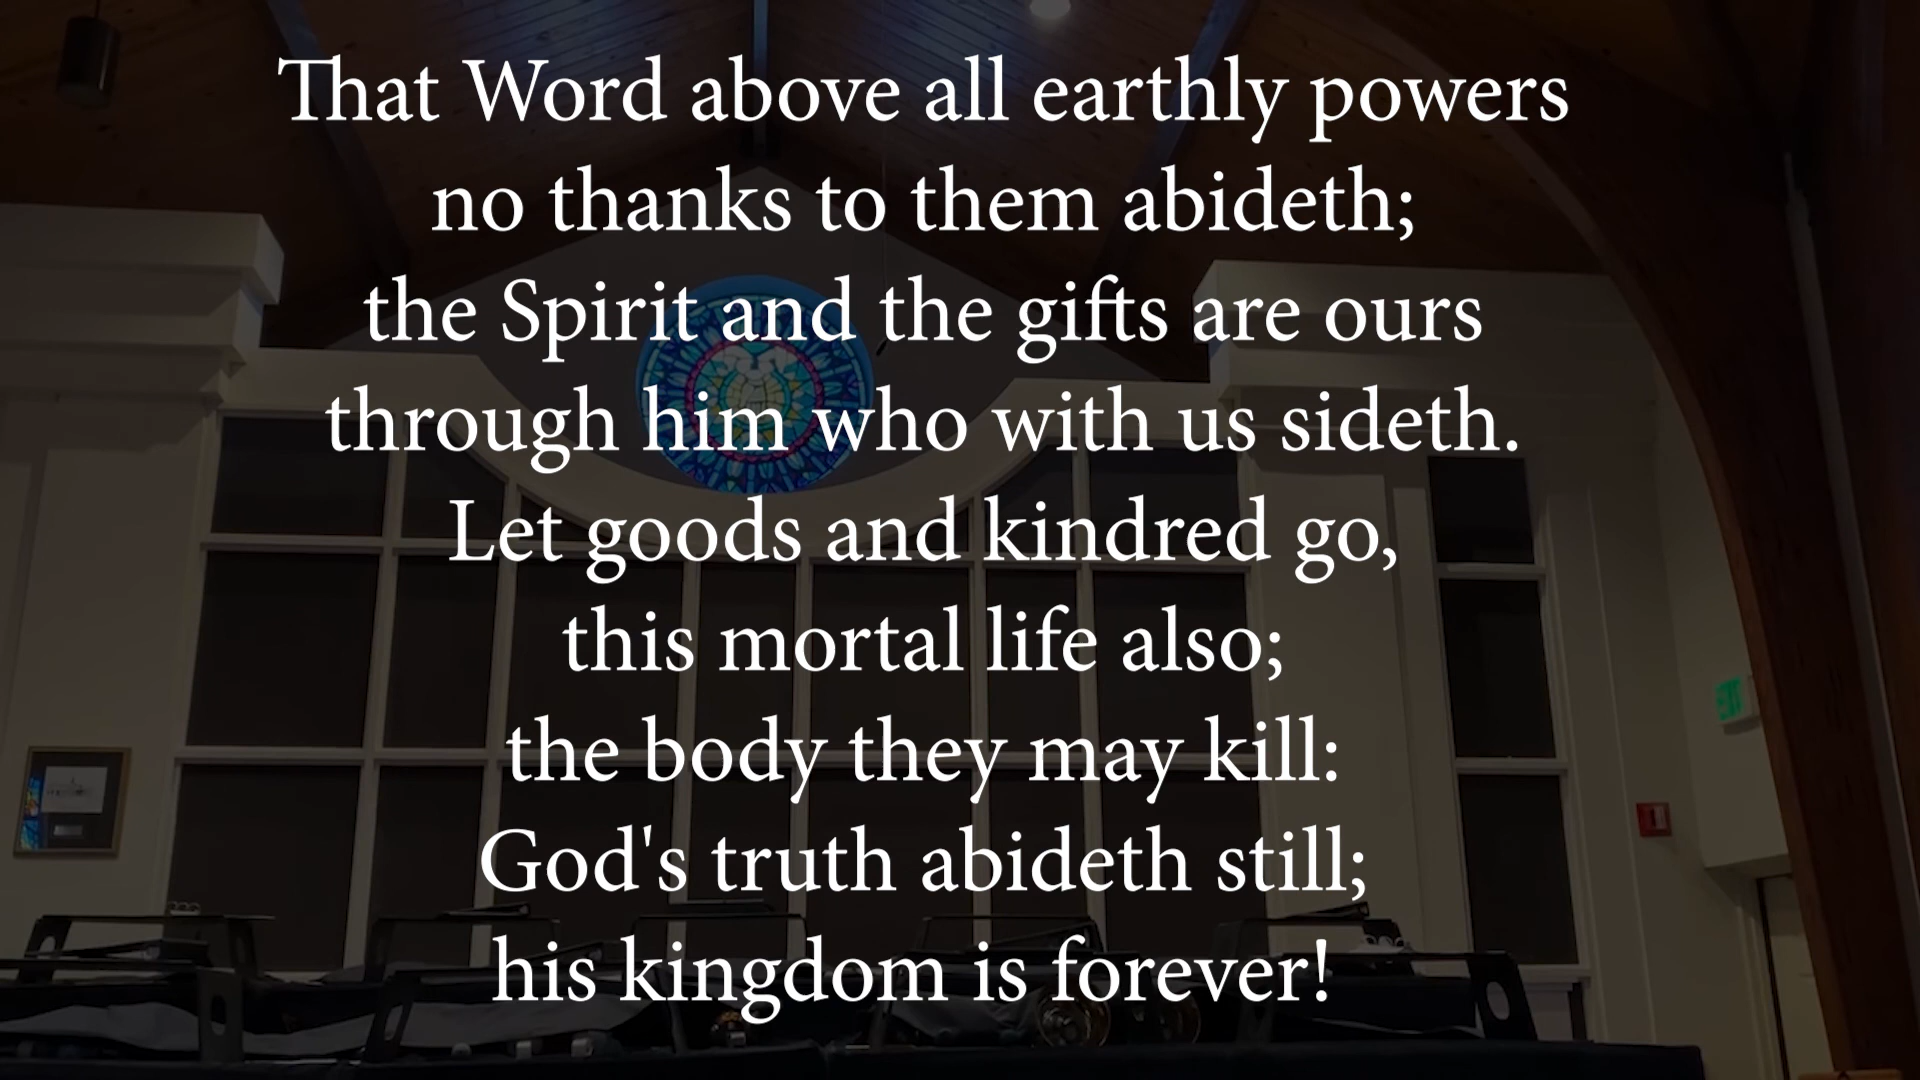 That Word above all earthly powers
no thanks to them abideth;
the Spirit and the gifts are ours
through him who with us sideth.
Let goods and kindred go,
this mortal life also;
the body they may kill:
God's truth abideth still;
his kingdom is forever!
EXIT